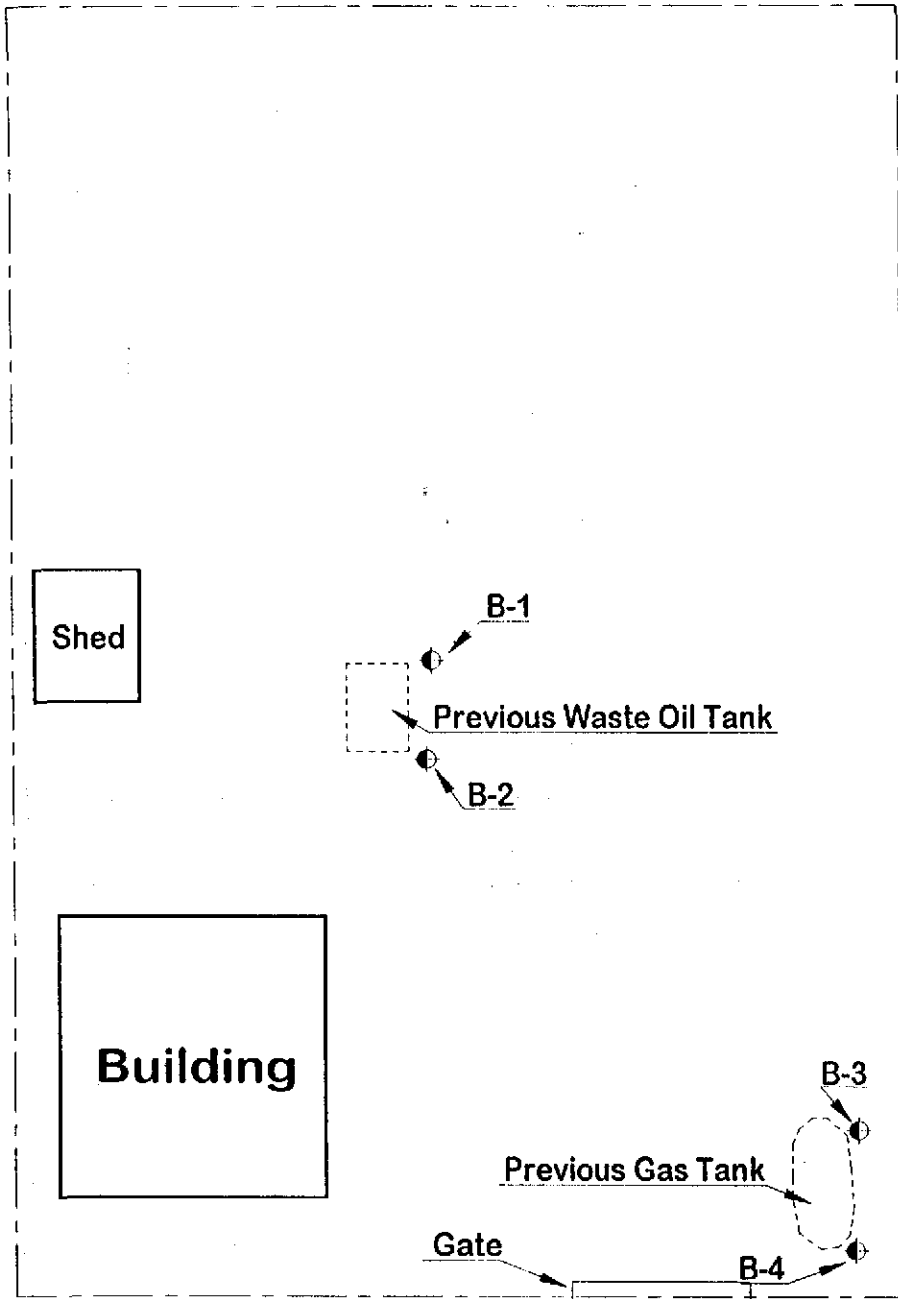 B-1
Shed
Previous Waste Oil Tank
B-2
Building
B-3
Previous Gas Tank
Gate
B-4